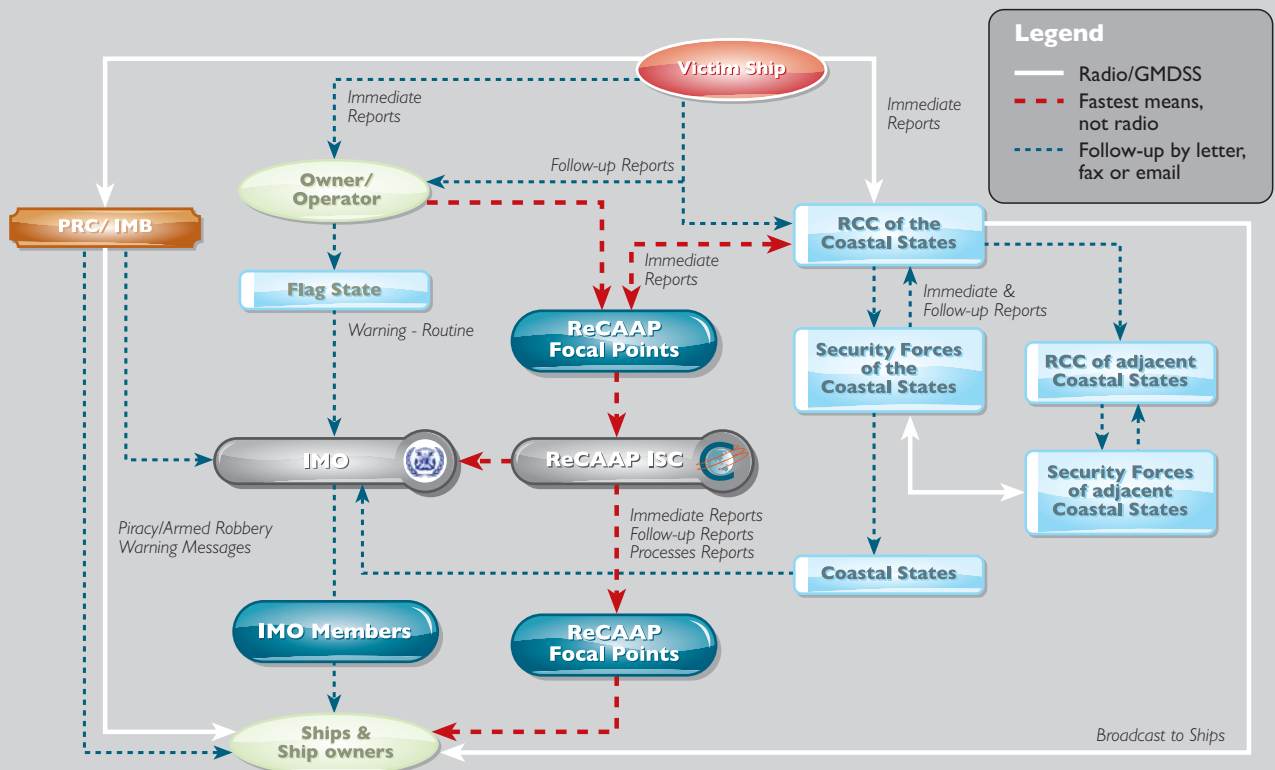 Legend
Radio/GMDSS
Fastest means,
not radio
Follow-up by letter,
fax or email
Victim Ship
Immediate
Reports
Immediate
Reports
Follow-up Reports
Owner/
Operator
PRC/ IMB
RCC of the
Coastal States
Immediate
Reports
Flag State
Immediate &
Follow-up Reports
Warning - Routine
ReCAAP
Focal Points
Security Forces
of the
Coastal States
RCC of adjacent
Coastal States
IMO
ReCAAP ISC
Security Forces
of adjacent
Coastal States
Piracy/Armed Robbery
Warning Messages
Immediate Reports
Follow-up Reports
Processes Reports
Coastal States
IMO Members
ReCAAP
Focal Points
Ships &
Ship owners
Broadcast to Ships